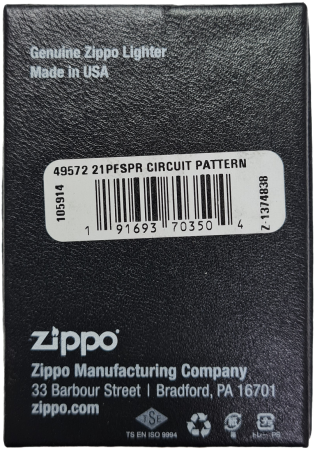 Genuine Zippo Lighter
Made in USA
49572 21PFSPR CIRCUIT PATTERN
105914
1 91693 70350 4
Z-1374838
zippo
Zippo Manufacturing Company
33 Barbour Street | Bradford, PA 16701
zippo.com
TS EN ISO 9994